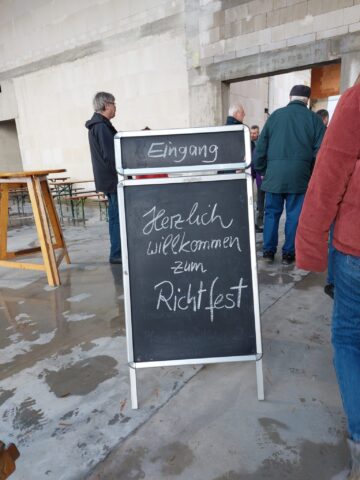 Eingang
Herzlich
willkommen
zum
Richtfest